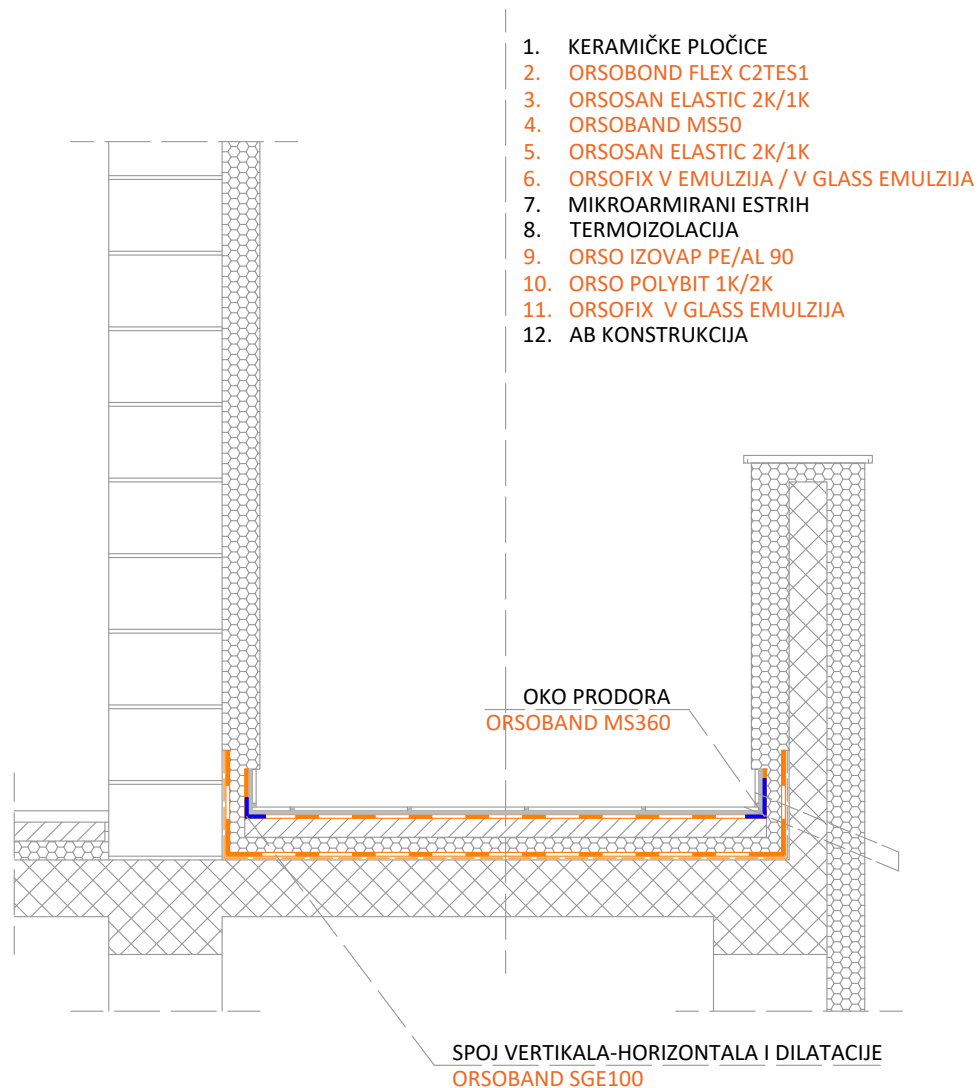 1. KERAMIČKE PLOČICE
2. ORSOBOND FLEX C2TES1
3. ORSOSAN ELASTIC 2K/1K
4. ORSOBAND MS50
5. ORSOSAN ELASTIC 2K/1K
6. ORSOFIX V EMULZIJA / V GLASS EMULZIJA
7. MIKROARMIRANI ESTRIH
8. TERMOIZOLACIJA
9. ORSO IZOVAP PE/AL 90
10. ORSO POLYBIT 1K/2K
11. ORSOFIX V GLASS EMULZIJA
12. AB KONSTRUKCIJA
OKO PRODORA
ORSOBAND MS360
SPOJ VERTIKALA-HORIZONTALA I DILATACIJE
ORSOBAND SGE100